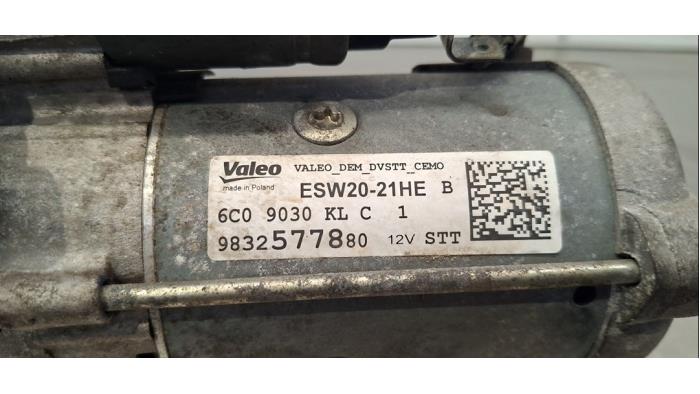 Valeo VALEO_DEM_DVSTT_CEMO
made in Poland ESW20-21HE B
6C0 9030 KL C 1
9832577880 12V STT